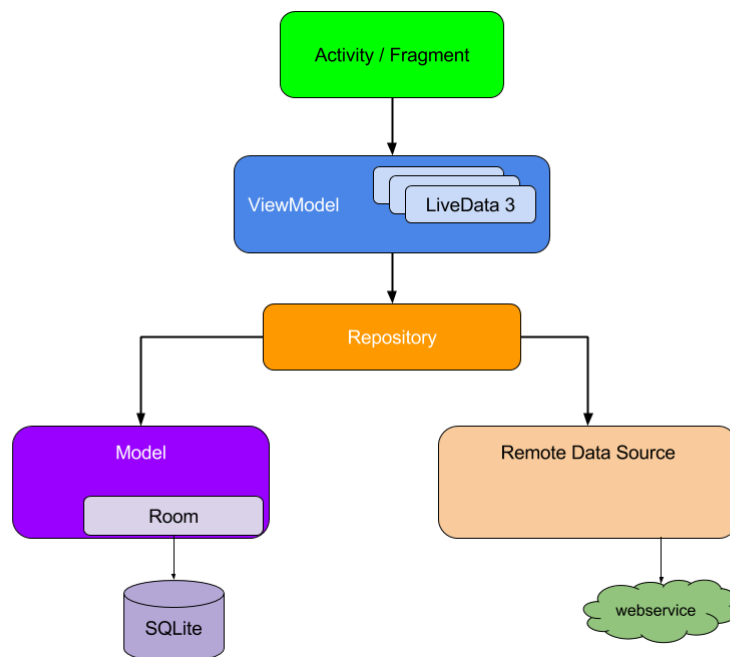 Activity / Fragment
ViewModel
LiveData 3
Repository
Model
Remote Data Source
Room
SQLite
webservice